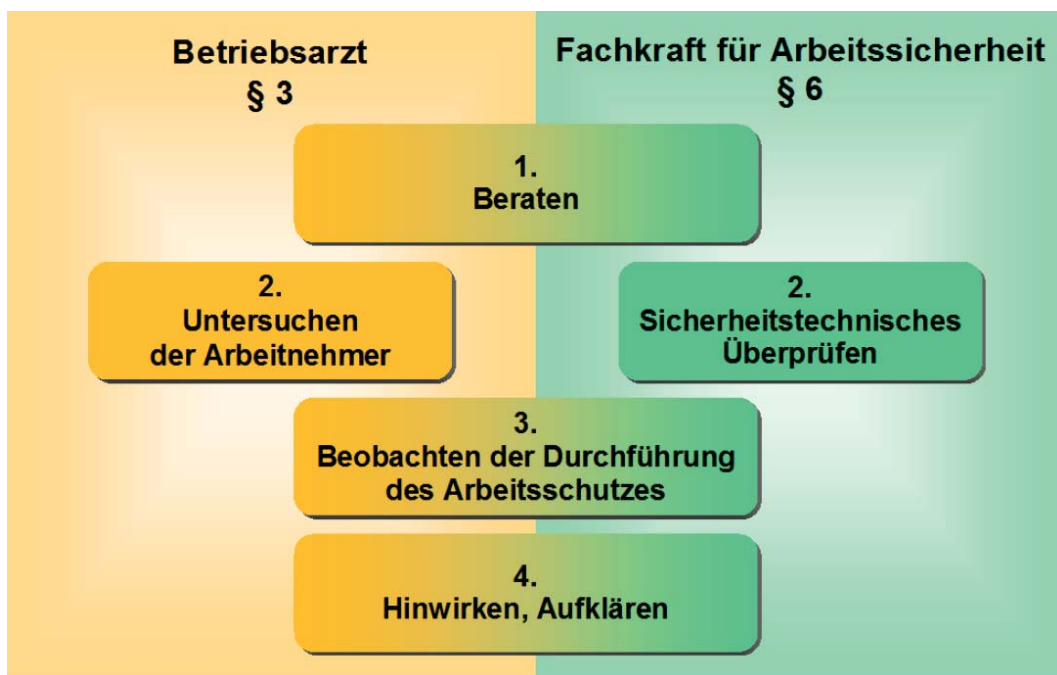 Betriebsarzt
§ 3
Fachkraft für Arbeitssicherheit
§ 6
1.
Beraten
2.
Untersuchen
der Arbeitnehmer
2.
Sicherheitstechnisches
Überprüfen
3.
Beobachten der Durchführung
des Arbeitsschutzes
4.
Hinwirken, Aufklären